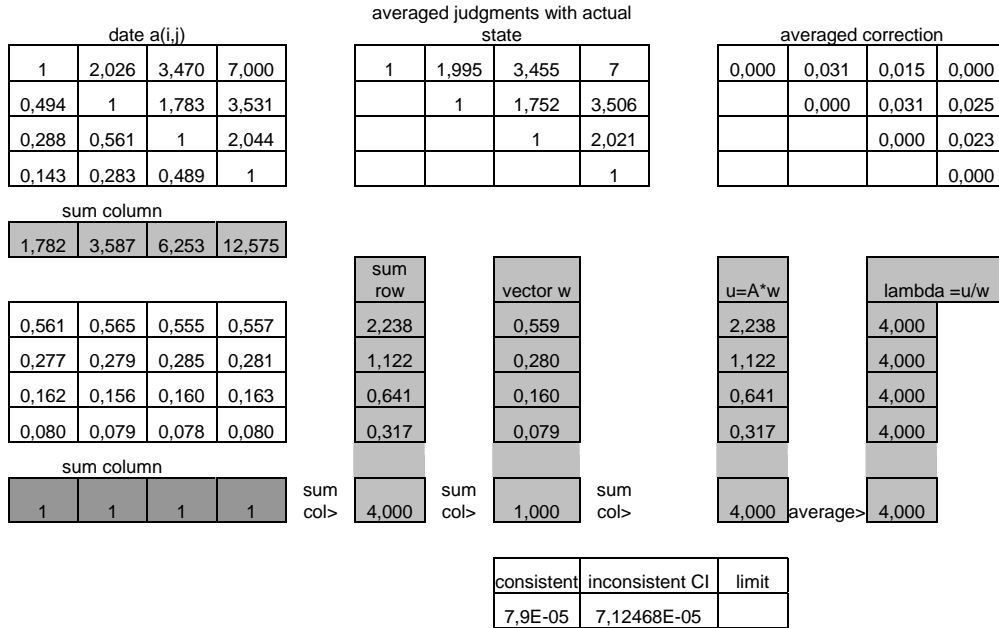 averaged judgments with actual
date a(i,j) state averaged correction
1 2,026 3,470 7,000 1 1,995 3,455 7 0,000 0,031 0,015 0,000
0,494 1 1,783 3,531 1 1,752 3,506 0,000 0,031 0,025
0,288 0,561 1 2,044 1 2,021 0,000 0,023
0,143 0,283 0,489 1 1 0,000
sum column
1,782 3,587 6,253 12,575
sum
row vector w u=A*w lambda =u/w
0,561 0,565 0,555 0,557 2,238 0,559 2,238 4,000
0,277 0,279 0,285 0,281 1,122 0,280 1,122 4,000
0,162 0,156 0,160 0,163 0,641 0,160 0,641 4,000
0,080 0,079 0,078 0,080 0,317 0,079 0,317 4,000
sum column
sum sum sum
1 1 1 1 col> 4,000 col> 1,000 col> 4,000 average> 4,000
consistent inconsistent CI limit
7,9E-05 7,12468E-05